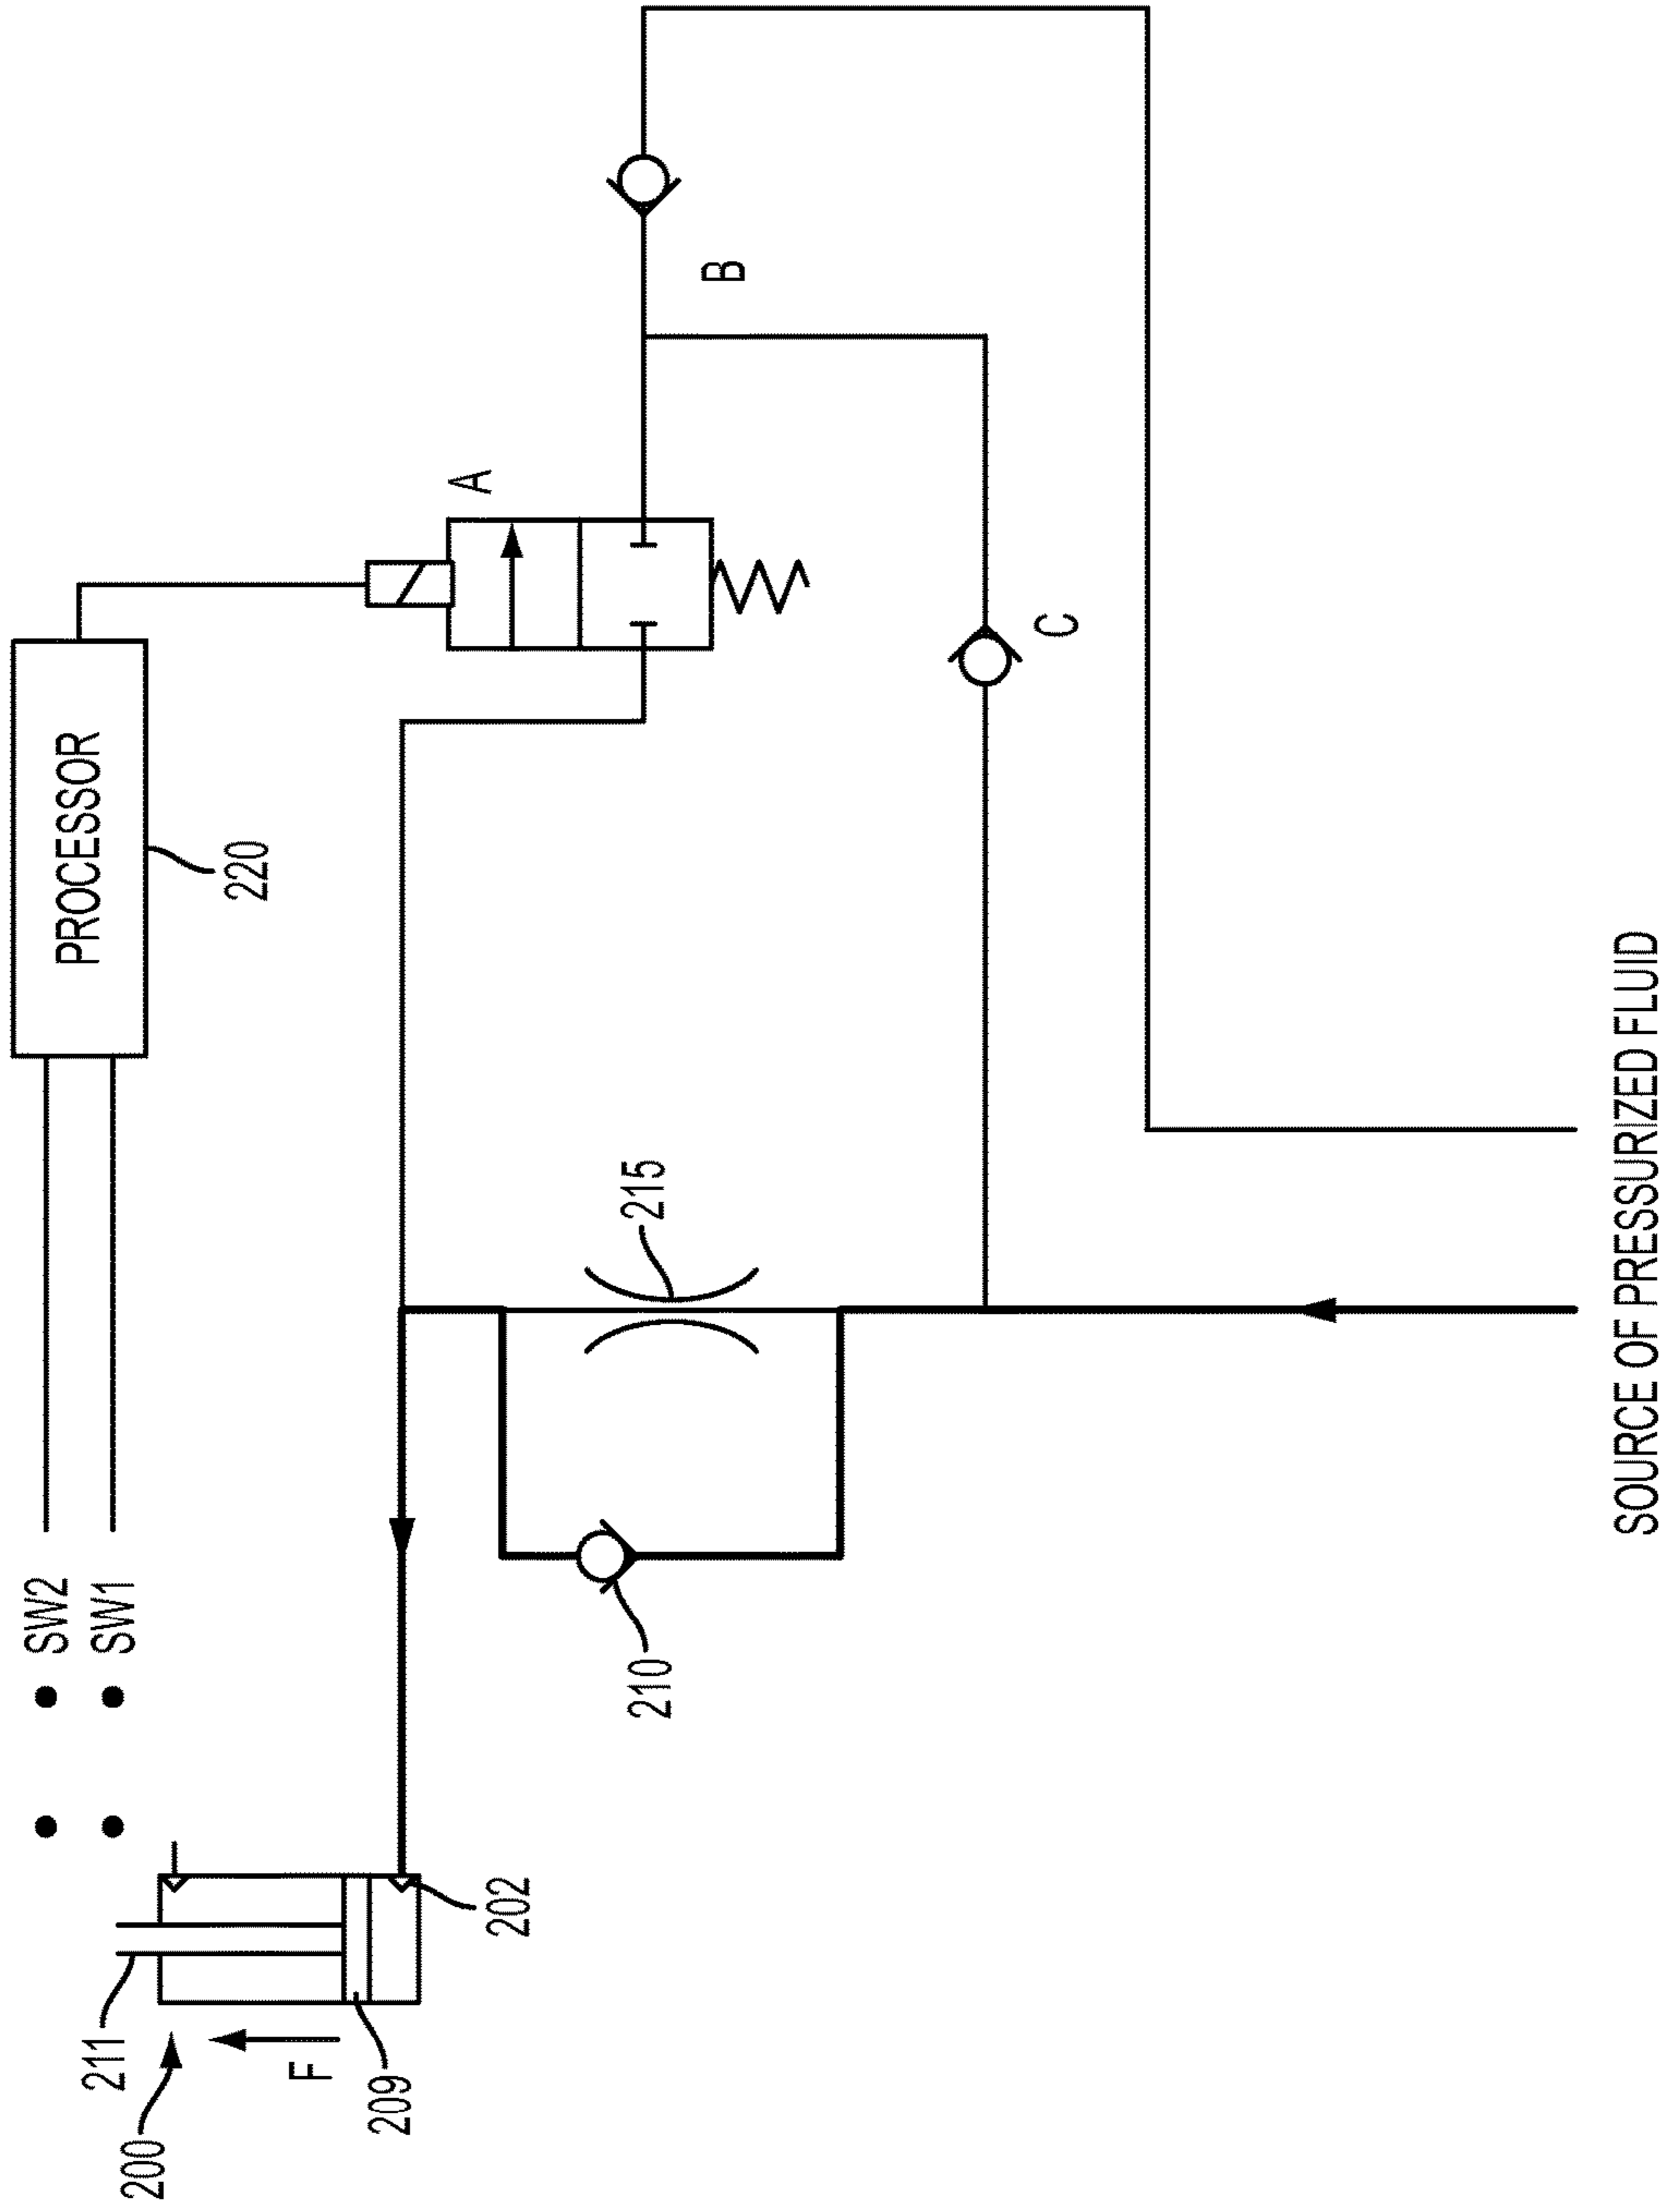 200
211
F
209
202
SW2
SW1
210
215
PROCESSOR
220
A
B
C
SOURCE OF PRESSURIZED FLUID